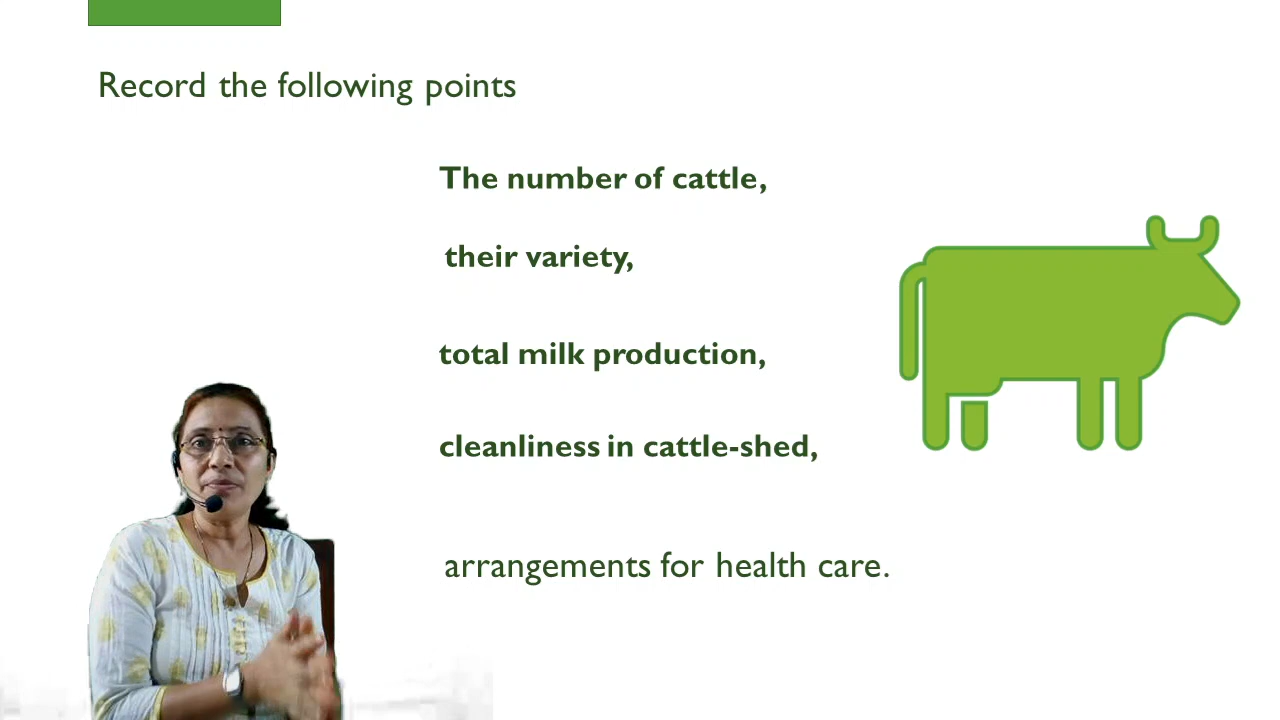 Record the following points
The number of cattle,
their variety,
total milk production,
cleanliness in cattle-shed,
arrangements for health care.